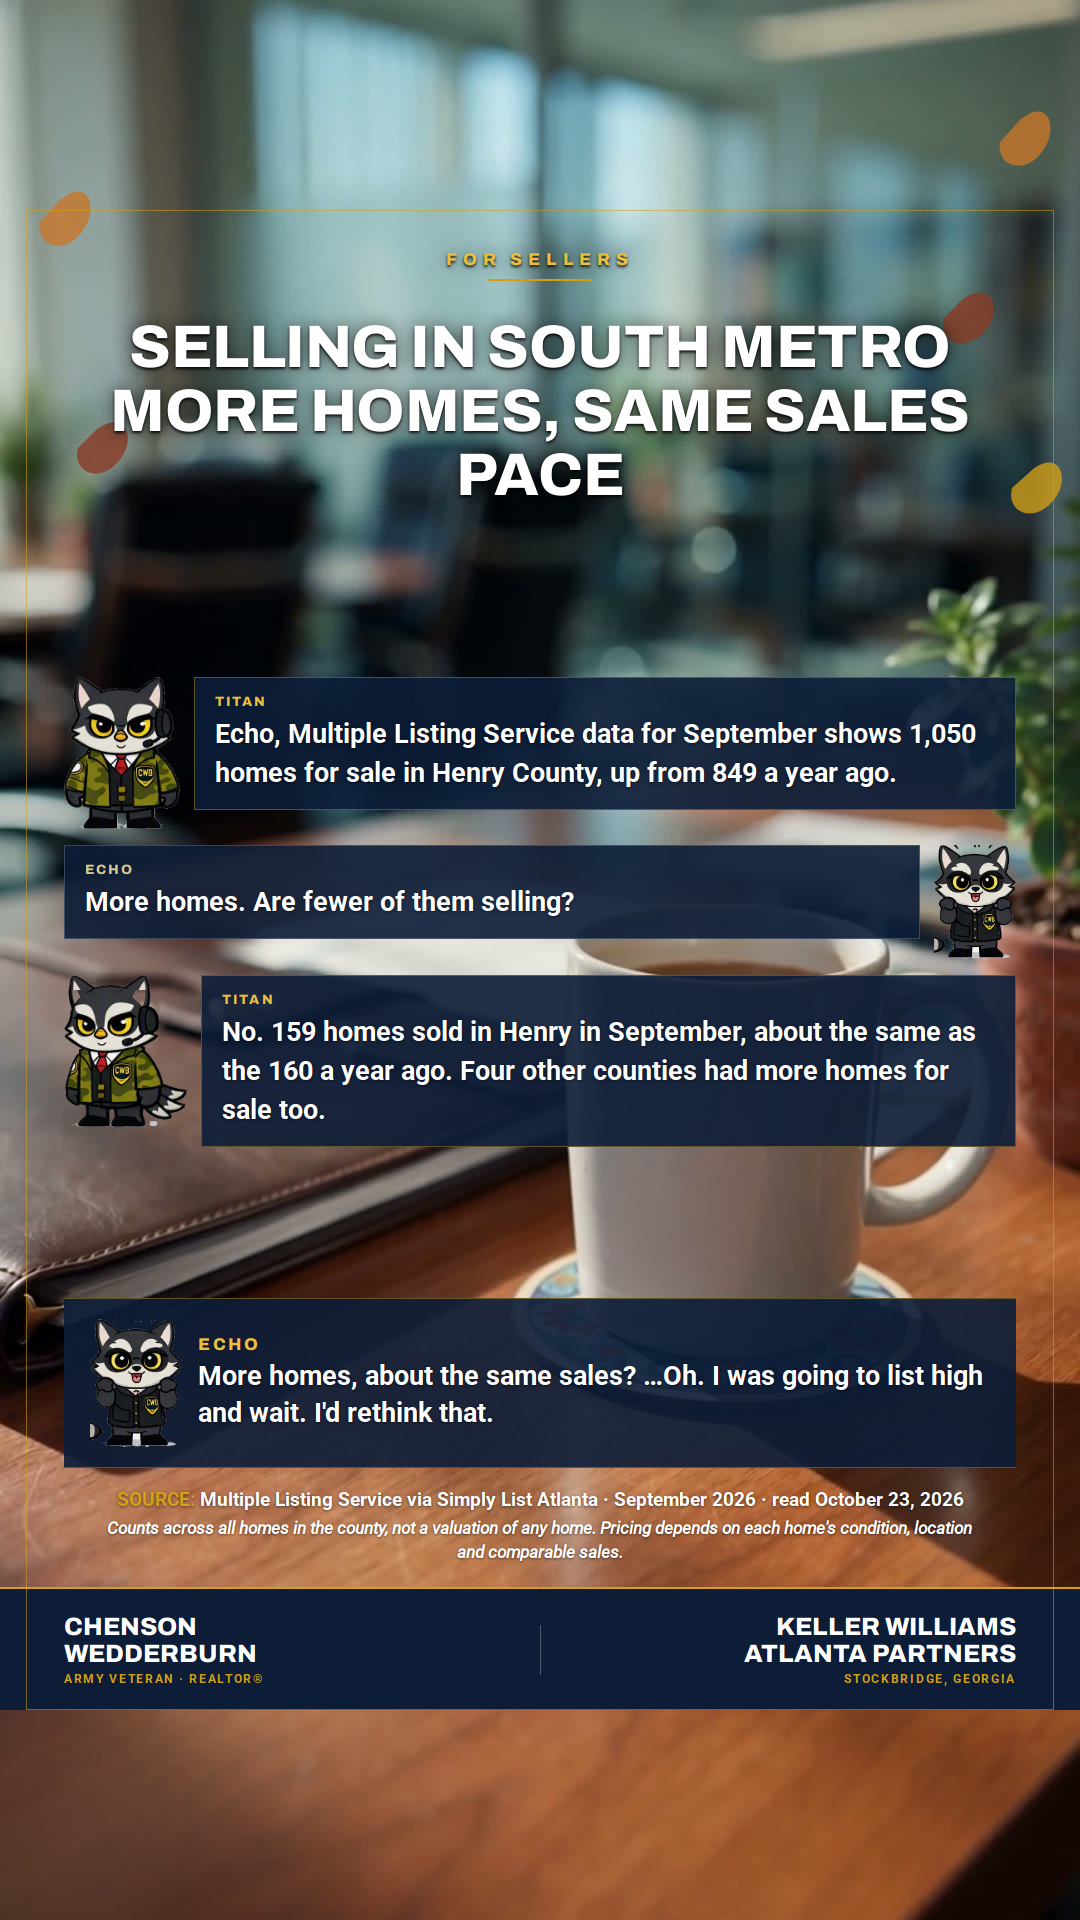 FOR SELLERS
SELLING IN SOUTH METRO
MORE HOMES, SAME SALES
PACE
TITAN
Echo, Multiple Listing Service data for September shows 1,050
homes for sale in Henry County, up from 849 a year ago.
ECHO
More homes. Are fewer of them selling?
TITAN
No. 159 homes sold in Henry in September, about the same as
the 160 a year ago. Four other counties had more homes for
sale too.
ECHO
More homes, about the same sales? ...Oh. I was going to list high
and wait. I'd rethink that.
SOURCE: Multiple Listing Service via Simply List Atlanta · September 2026 · read October 23, 2026
Counts across all homes in the county, not a valuation of any home. Pricing depends on each home's condition, location
and comparable sales.
CHENSON
WEDDERBURN
ARMY VETERAN · REALTOR®
KELLER WILLIAMS
ATLANTA PARTNERS
STOCKBRIDGE, GEORGIA
CWB
CWB
CWB
CWB